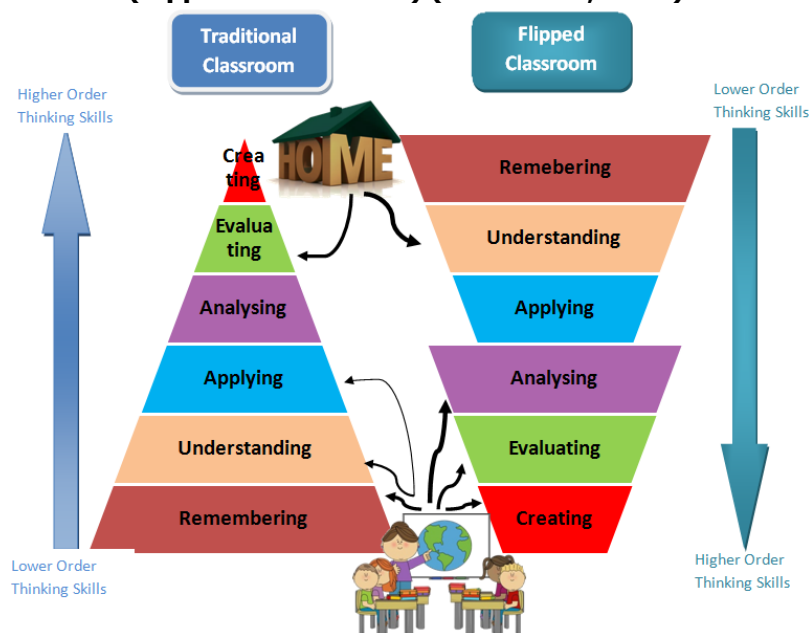 Traditional
Classroom
Flipped
Classroom
Higher Order
Thinking Skills
Lower Order
Thinking Skills
HOME
Crea
ting
Evalua
ting
Analysing
Applying
Understanding
Remembering
Remebering
Understanding
Applying
Analysing
Evaluating
Creating
Lower Order
Thinking Skills
Higher Order
Thinking Skills